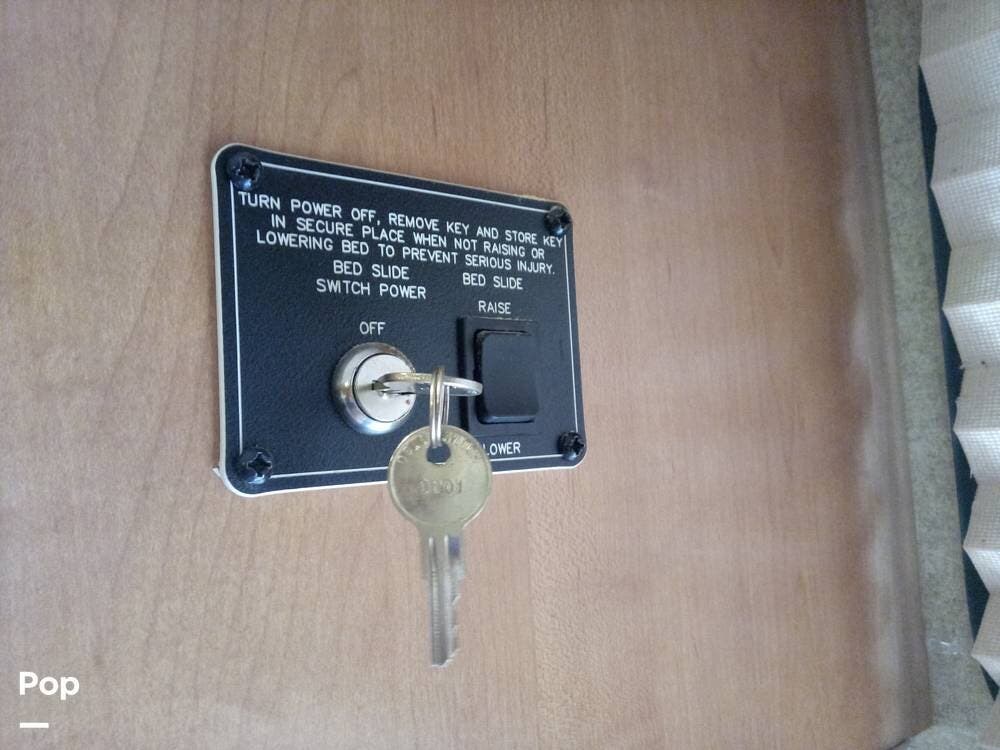 TURN POWER OFF, REMOVE KEY AND STORE KEY
IN SECURE PLACE WHEN NOT RAISING OR
LOWERING BED TO PREVENT SERIOUS INJURY.
BED SLIDE
SWITCH POWER
BED SLIDE
RAISE
OFF
LOWER
Pop